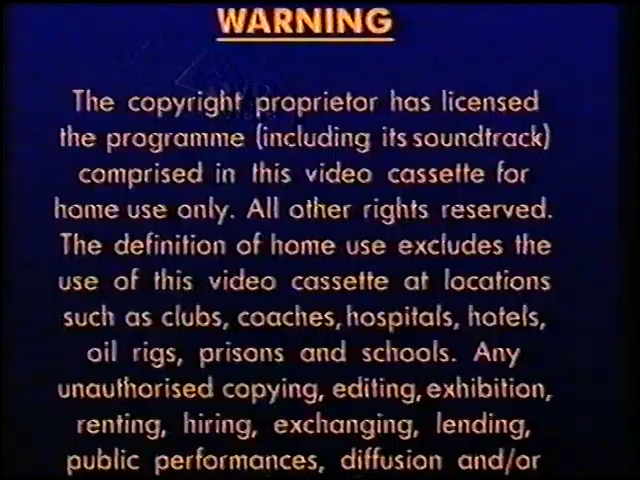 WARNING
The copyright proprietor has licensed
the programme (including its soundtrack)
comprised in this video cassette for
home use only. All other rights reserved.
The definition of home use excludes the
use of this video cassette at locations
such as clubs, coaches, hospitals, hotels,
oil rigs, prisons and schools. Any
unauthorised copying, editing, exhibition,
renting, hiring, exchanging, lending,
public performances, diffusion and/or